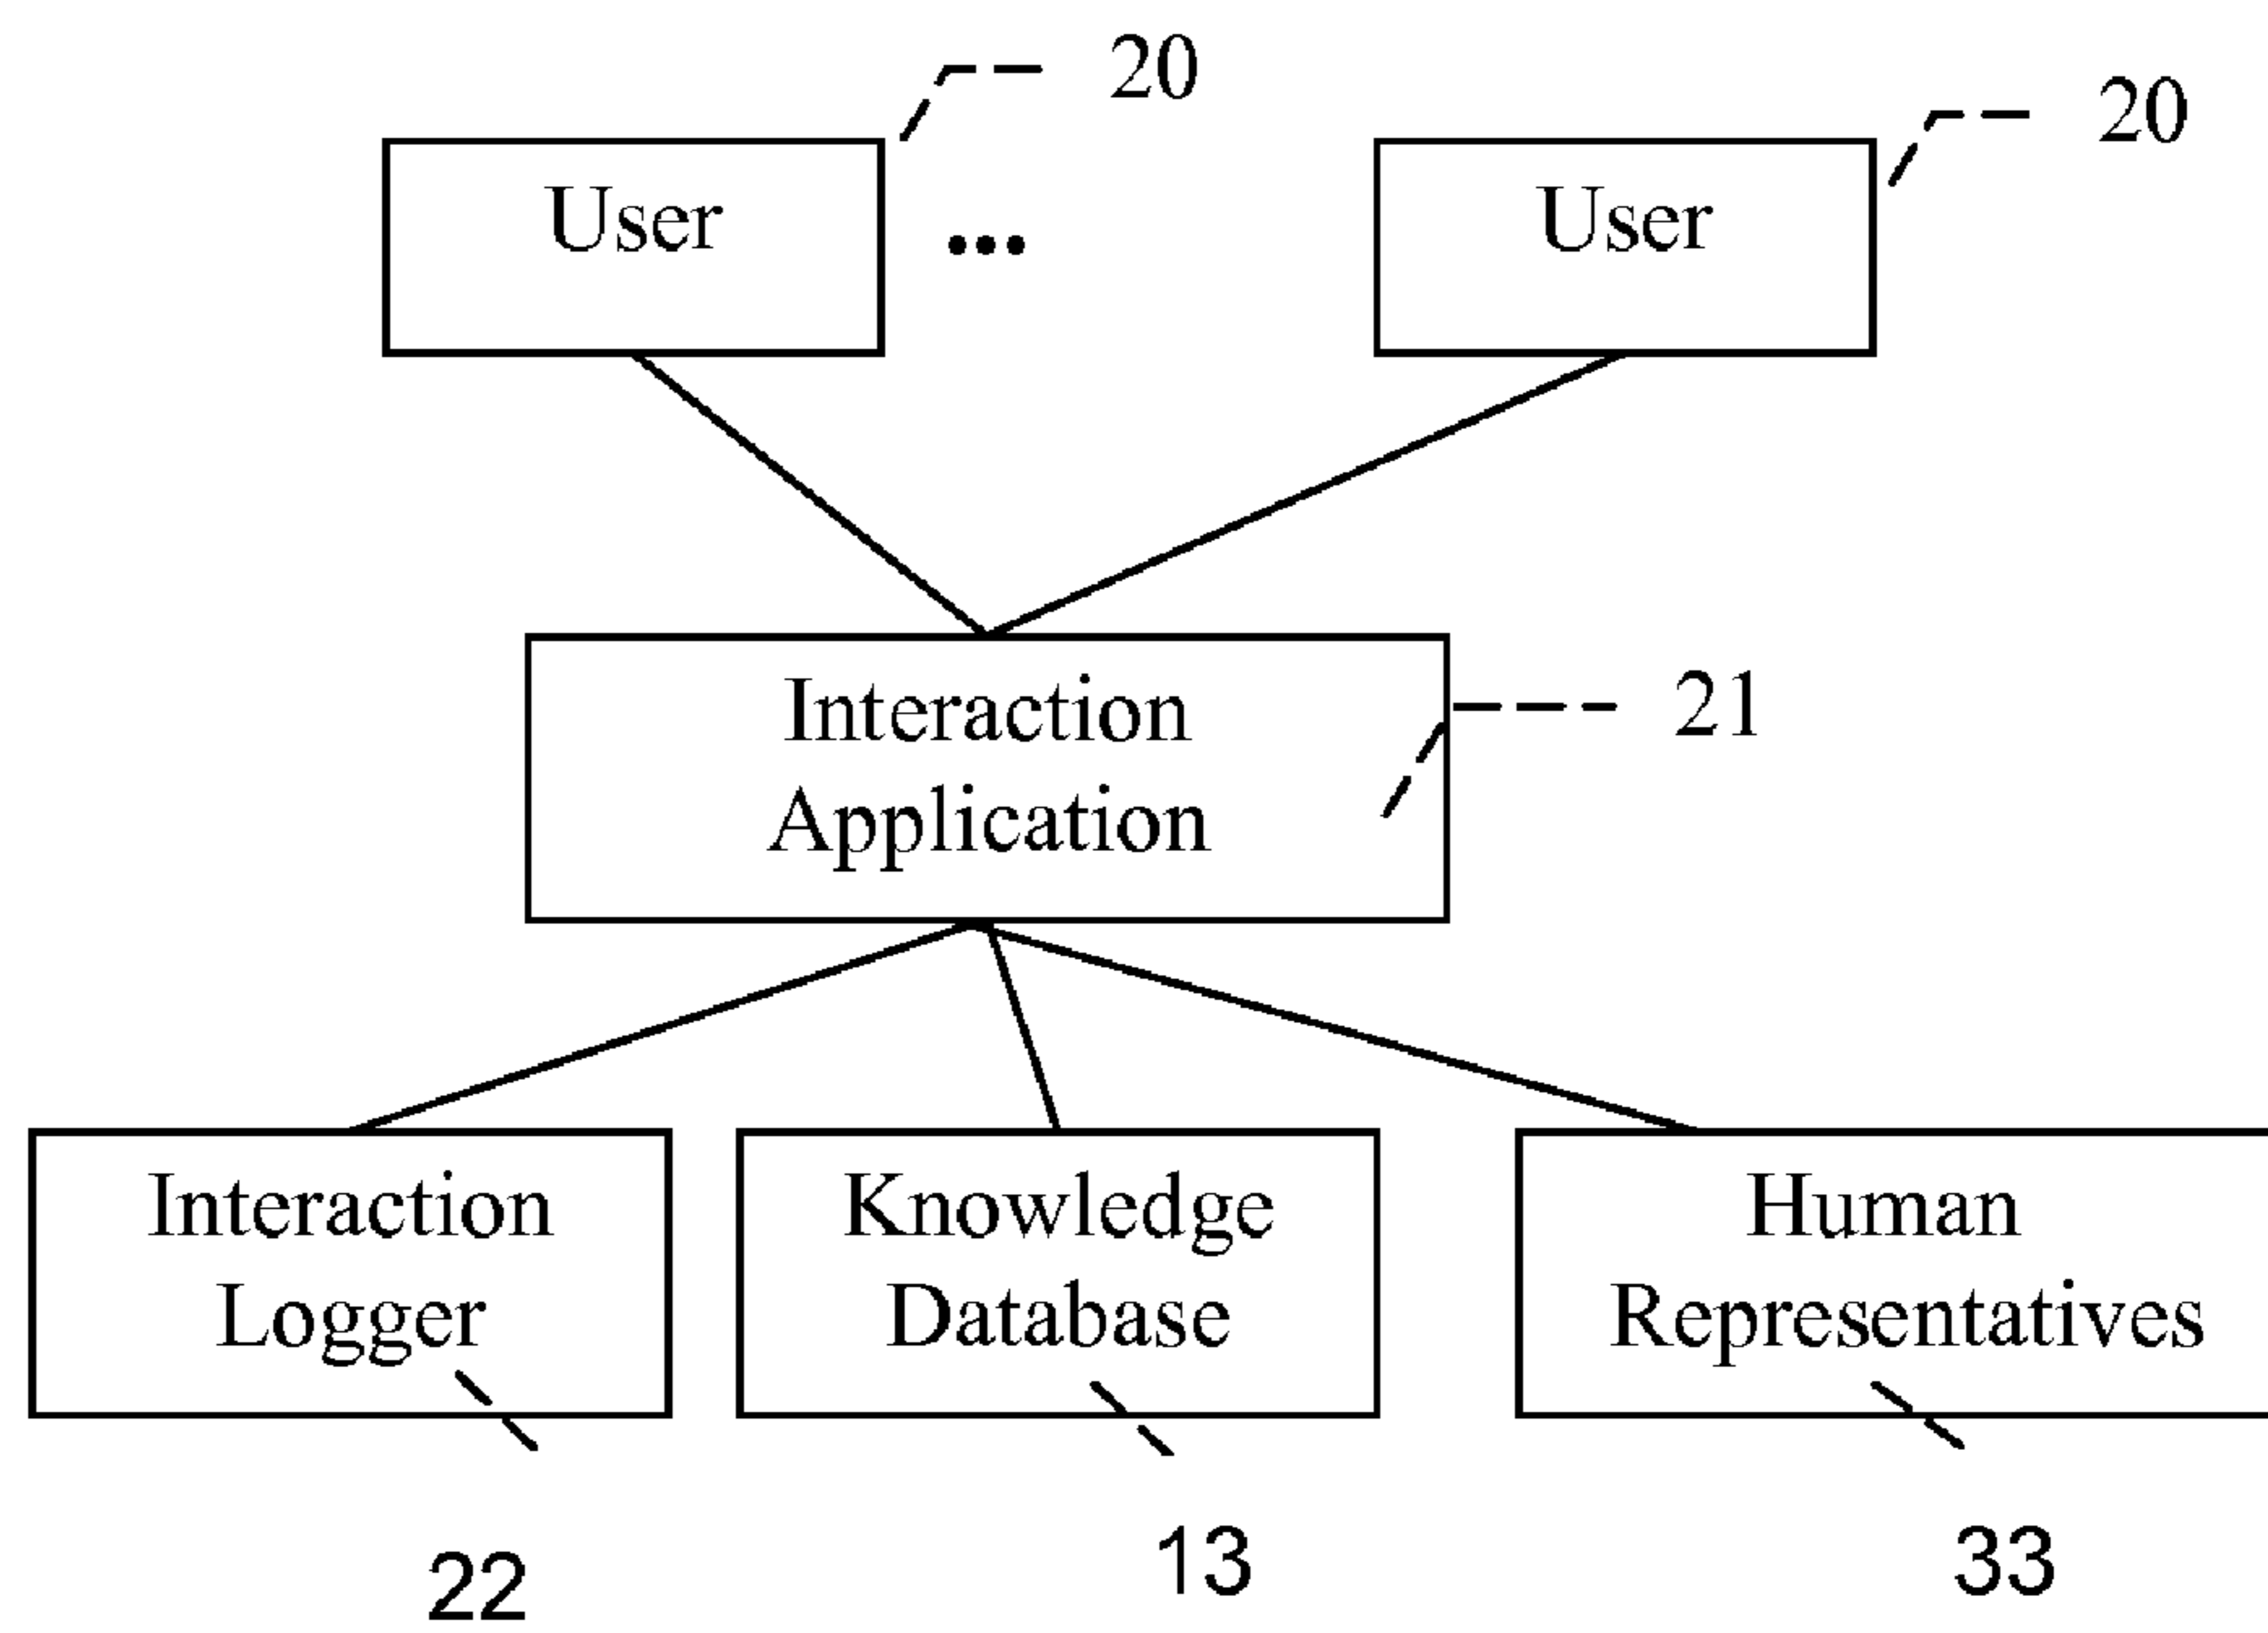 20
20
User
...
User
Interaction
Application
21
Interaction
Logger
Knowledge
Database
Human
Representatives
22
13
33